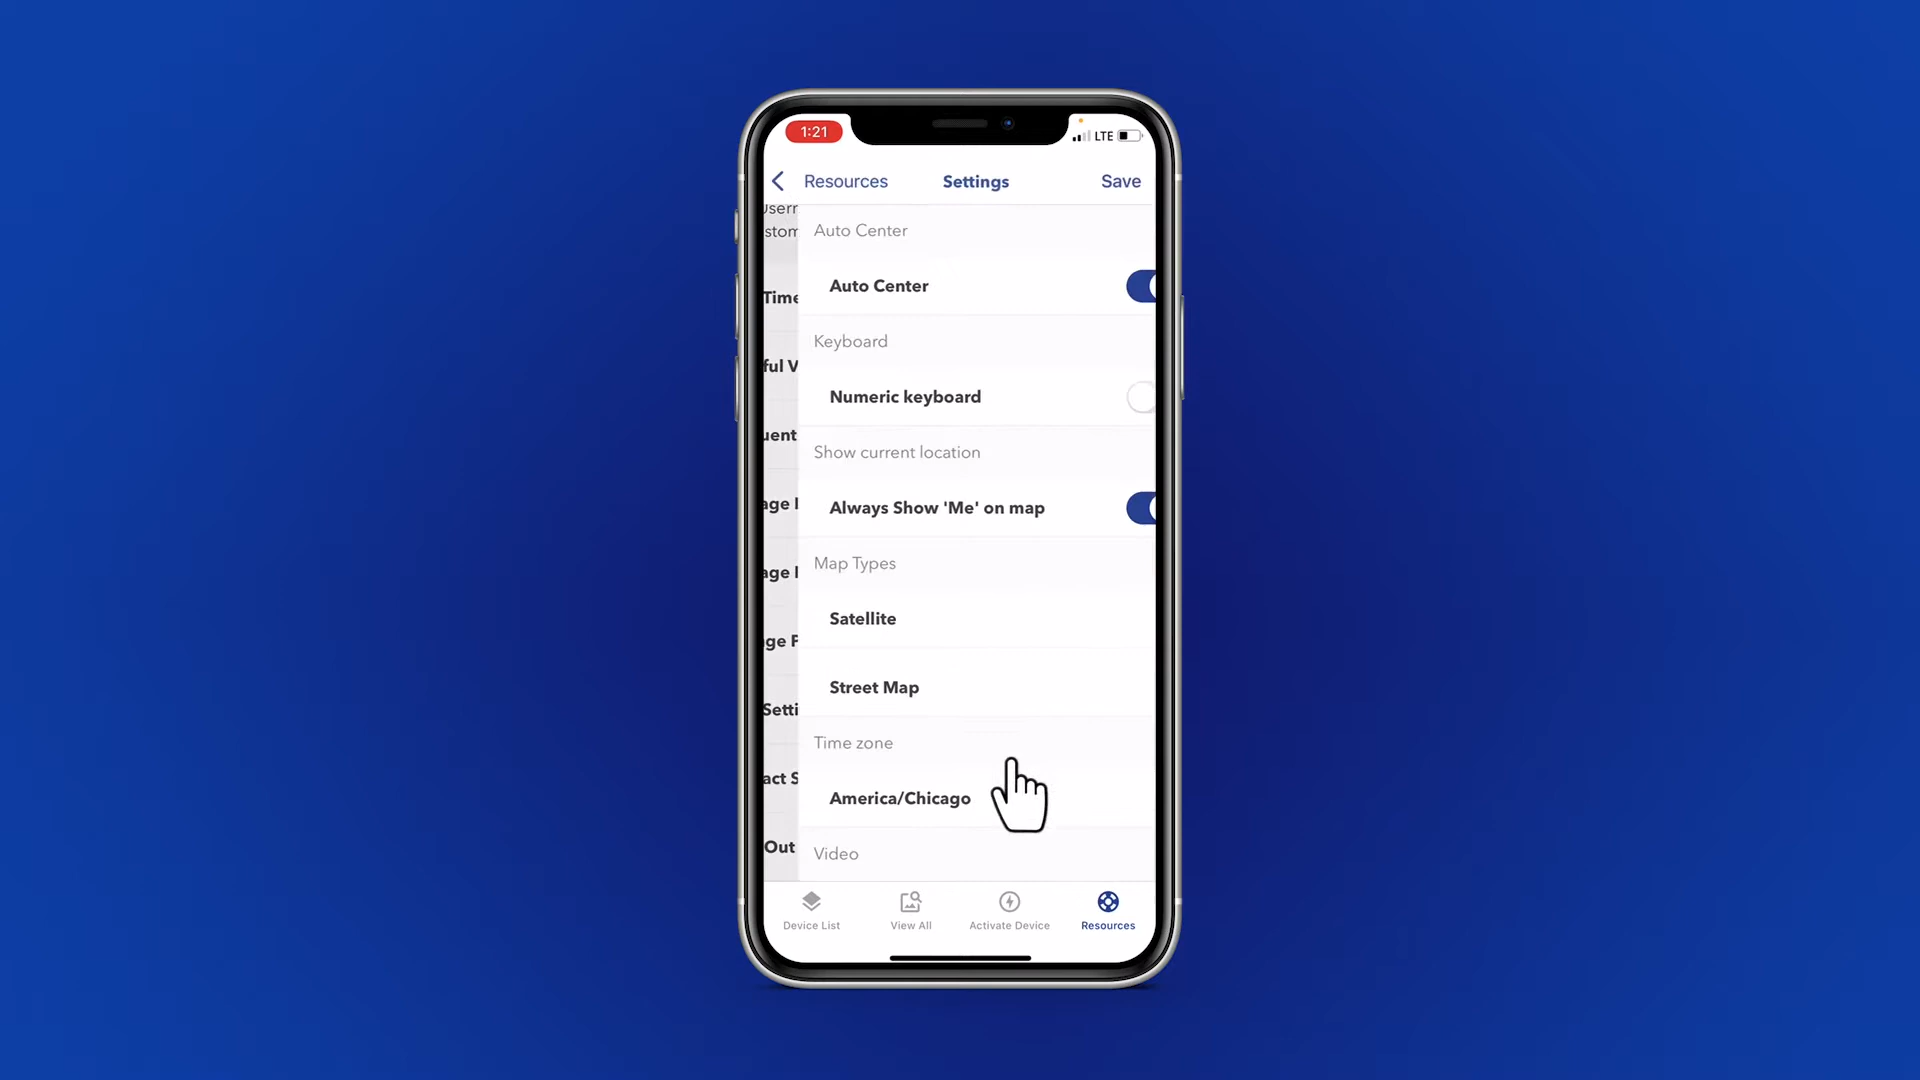 1:21
LTE
Resources
Settings
Save
Auto Center
Auto Center
Keyboard
Numeric keyboard
Show current location
Always Show 'Me' on map
Map Types
Satellite
Street Map
Time zone
America/Chicago
Video
Out
Device List
View All
Activate Device
Resources